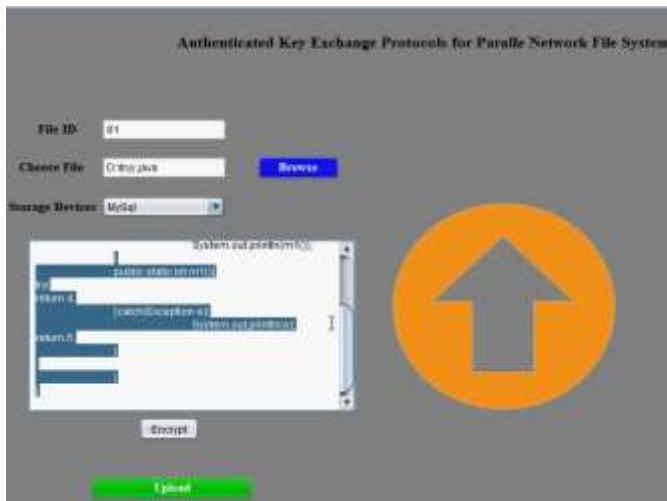 Authenticated Key Exchange Protocols for Paralle Network File System
File ID
Choose File
Browse
Storage Devices MySql
System.out.println(m1());
}
public static int m1(){
try{
return 4;
}catch(Exception e){
System.out.println(e);
return 5;
}
}
}
Encrypt
Upload